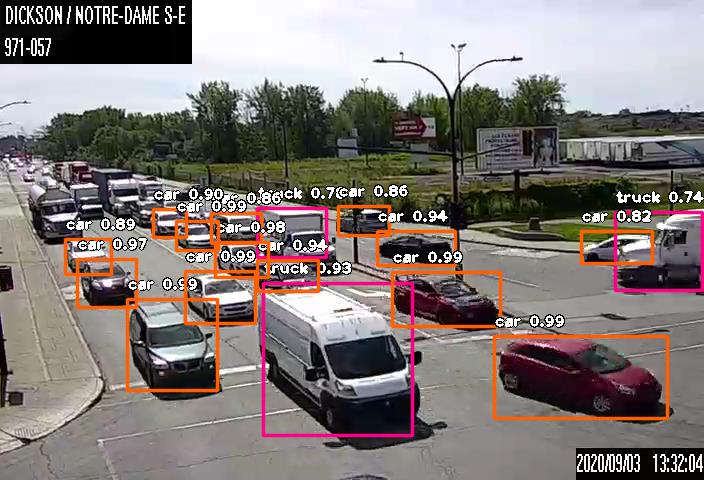 DICKSON / NOTRE-DAME S-E
971-057
truck 0.74
car 0.90
car 0.86
truck 0.7
car 0.86
car 0.99
car 0.94
car 0.82
car 0.89
car 0.98
car 0.97
car 0.94
car 0.99
car 0.99
truck 0.93
car 0.99
car 0.99
2020/09/03 13:32:04